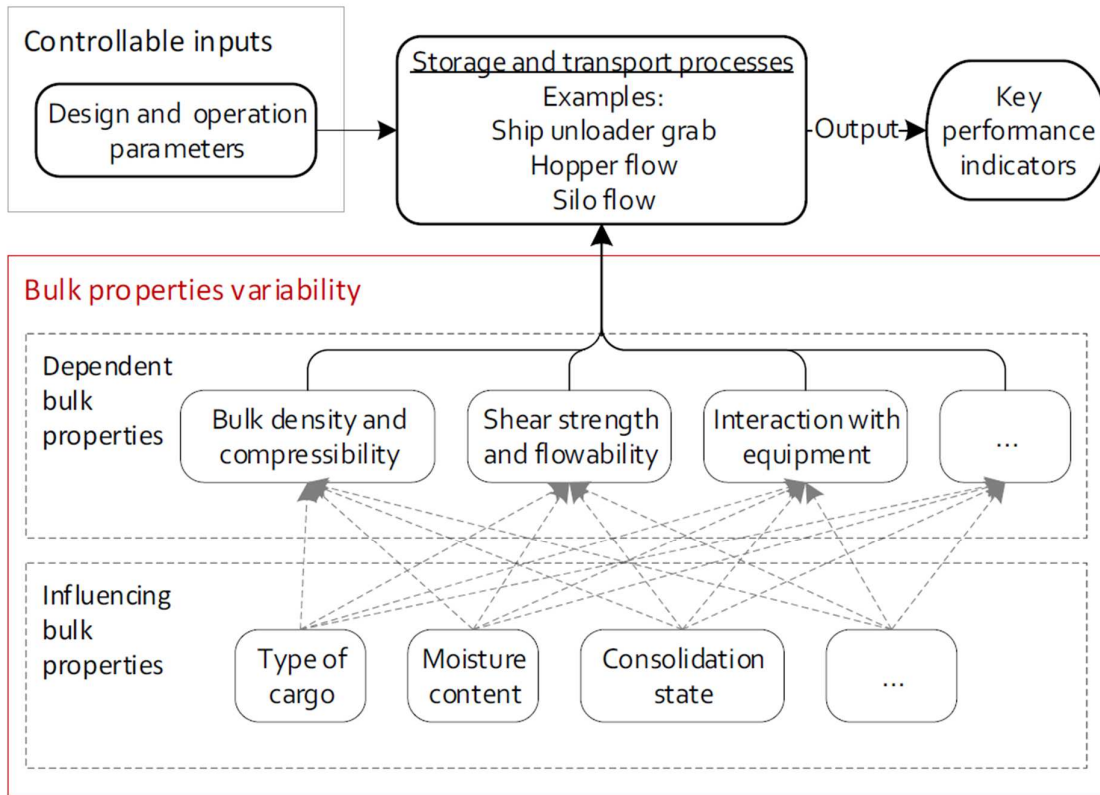 Controllable inputs
Design and operation
parameters
Storage and transport processes
Examples:
Ship unloader grab
Hopper flow
Silo flow
Output
Key
performance
indicators
Bulk properties variability
Dependent
bulk
properties
Bulk density and
compressibility
Shear strength
and flowability
Interaction with
equipment
...
Influencing
bulk
properties
Type of
cargo
Moisture
content
Consolidation
state
...